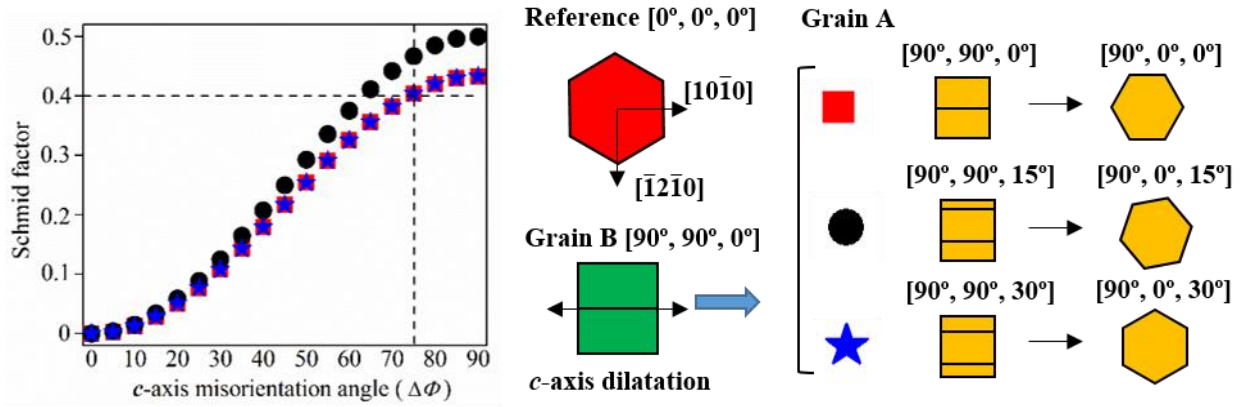 0.5
0.4
0.3
0.2
0.1
0
0 10 20 30 40 50 60 70 80 90
Schmid factor
c-axis misorientation angle (ΔΦ)
Reference [0º, 0º, 0º]
[101̄0]
[1̄21̄0]
Grain B [90º, 90º, 0º]
c-axis dilatation
Grain A
[90º, 90º, 0º] [90º, 0º, 0º]
[90º, 90º, 15º] [90º, 0º, 15º]
[90º, 90º, 30º] [90º, 0º, 30º]